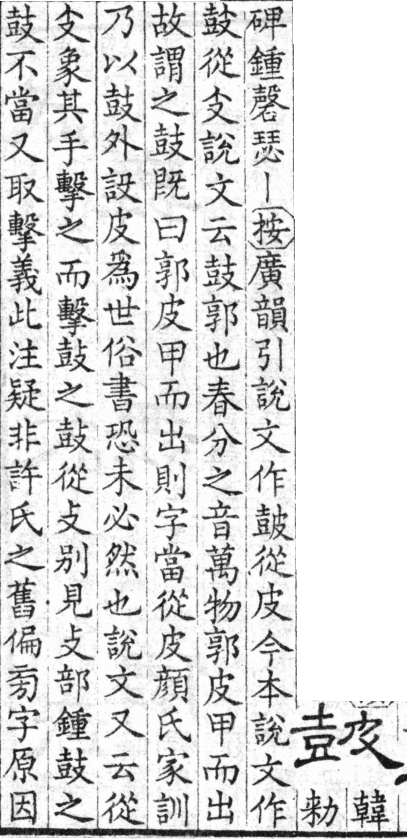 𪔐韓
勑
碑鍾磬瑟丨按廣韻引說文作皷從皮今本說文作
鼓從攴說文云鼓郭也春分之音萬物郭皮甲而出
故謂之鼓既曰郭皮甲而出則字當從皮顏氏家訓
乃以鼓外設皮爲世俗書恐未必然也說文又云從
支象其手擊之而擊鼓之鼓從攴别見攴部鍾鼓之
鼓不當又取擊義此注疑非許氏之舊偏旁字原因